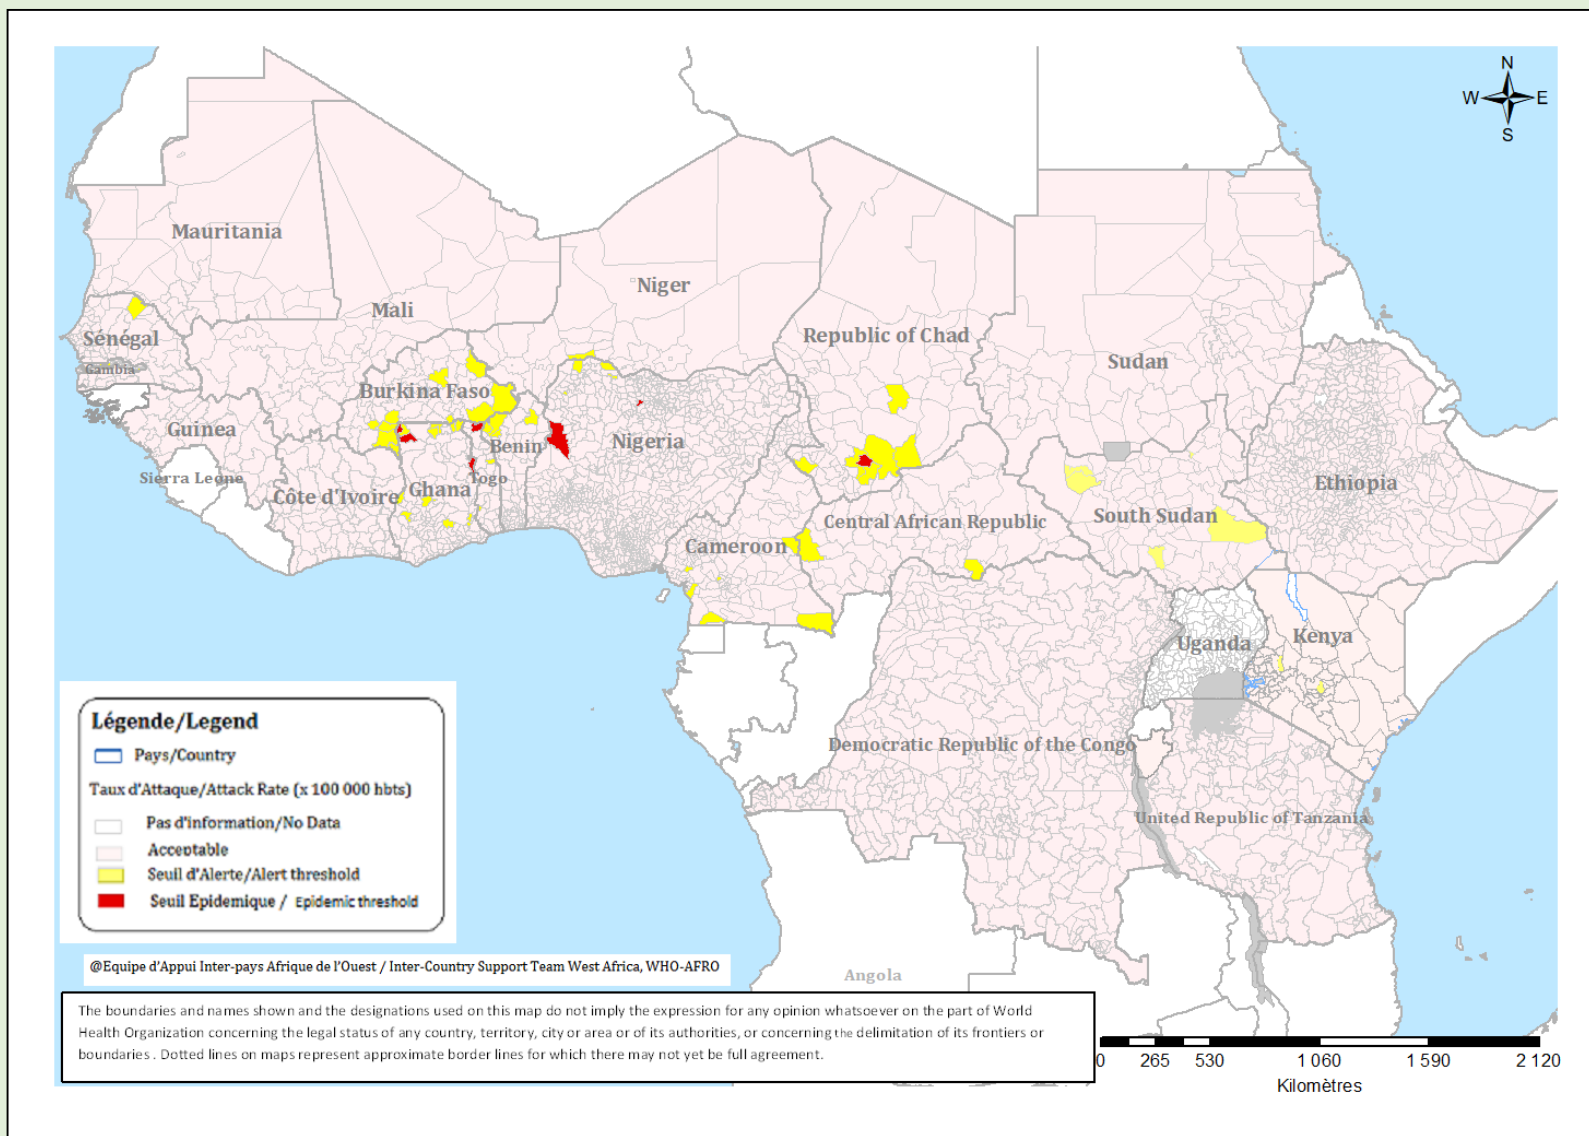 N
W E
S
Mauritania
Niger
Mali
Sénégal
Republic of Chad
Gambia
Sudan
Burkina Faso
Guinea
Nigeria
Benin
Sierra Leone
Togo
Ghana
Côte d'Ivoire
Ethiopia
South Sudan
Central African Republic
Cameroon
Kenya
Uganda
Democratic Republic of the Congo
United Republic of Tanzania
Angola
Légende/Legend
Pays/Country
Taux d'Attaque/Attack Rate (x 100 000 hbts)
Pas d'information/No Data
Acceptable
Seuil d'Alerte/Alert threshold
Seuil Epidemique / Epidemic threshold
@Equipe d'Appui Inter-pays Afrique de l'Ouest / Inter-Country Support Team West Africa, WHO-AFRO
The boundaries and names shown and the designations used on this map do not imply the expression for any opinion whatsoever on the part of World
Health Organization concerning the legal status of any country, territory, city or area or of its authorities, or concerning the delimitation of its frontiers or
boundaries . Dotted lines on maps represent approximate border lines for which there may not yet be full agreement.
0 265 530 1 060 1 590 2 120
Kilomètres